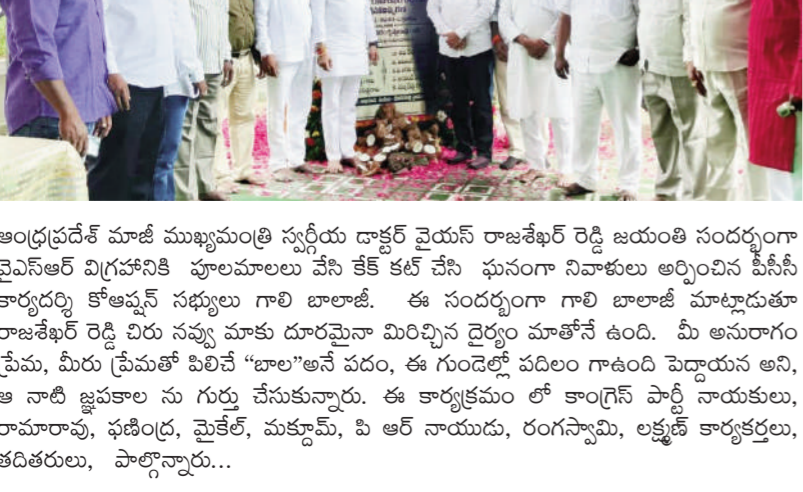 ఆంధ్రప్రదేశ్ మాజీ ముఖ్యమంత్రి స్వర్గీయ డాక్టర్ వైయస్ రాజశేఖర్ రెడ్డి జయంతి సందర్భంగా
వైఎస్ఆర్ విగ్రహానికి పూలమాలలు వేసి కేక్ కట్ చేసి ఘనంగా నివాళులు అర్పించిన పీసీసీ
కార్యదర్శి కోఆప్షన్ సభ్యులు గాలి బాలాజీ. ఈ సందర్భంగా గాలి బాలాజీ మాట్లాడుతూ
రాజశేఖర్ రెడ్డి చిరు నవ్వు మాకు దూరమైనా మిరిచ్చిన దైర్యం మాతోనే ఉంది. మీ అనురాగం
ప్రేమ, మీరు ప్రేమతో పిలిచే “బాల”అనే పదం, ఈ గుండెల్లో పదిలం గాఉంది పెద్దాయన అని,
ఆ నాటి జ్ఞపకాల ను గుర్తు చేసుకున్నారు. ఈ కార్యక్రమం లో కాంగ్రెస్ పార్టీ నాయకులు,
రామారావు, ఫణింద్ర, మైకేల్, మక్దూమ్, పి ఆర్ నాయుడు, రంగస్వామి, లక్ష్మణ్ కార్యకర్తలు,
తదితరులు, పాల్గొన్నారు...